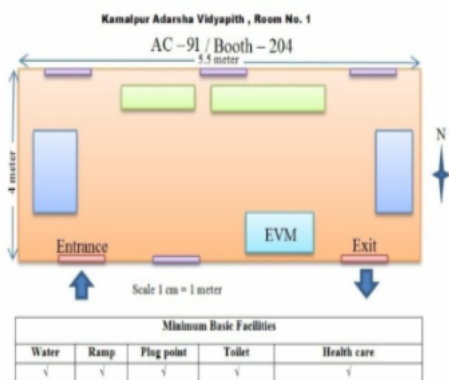 Kamalpur Adarsha Vidyapith , Room No. 1
AC –91 / Booth – 204
5.5 meter
4 meter
N
Entrance
EVM
Exit
Scale 1 cm = 1 meter
Minimum Basic Facilities
Water Ramp Plug point Toilet Health care
√ √ √ √ √